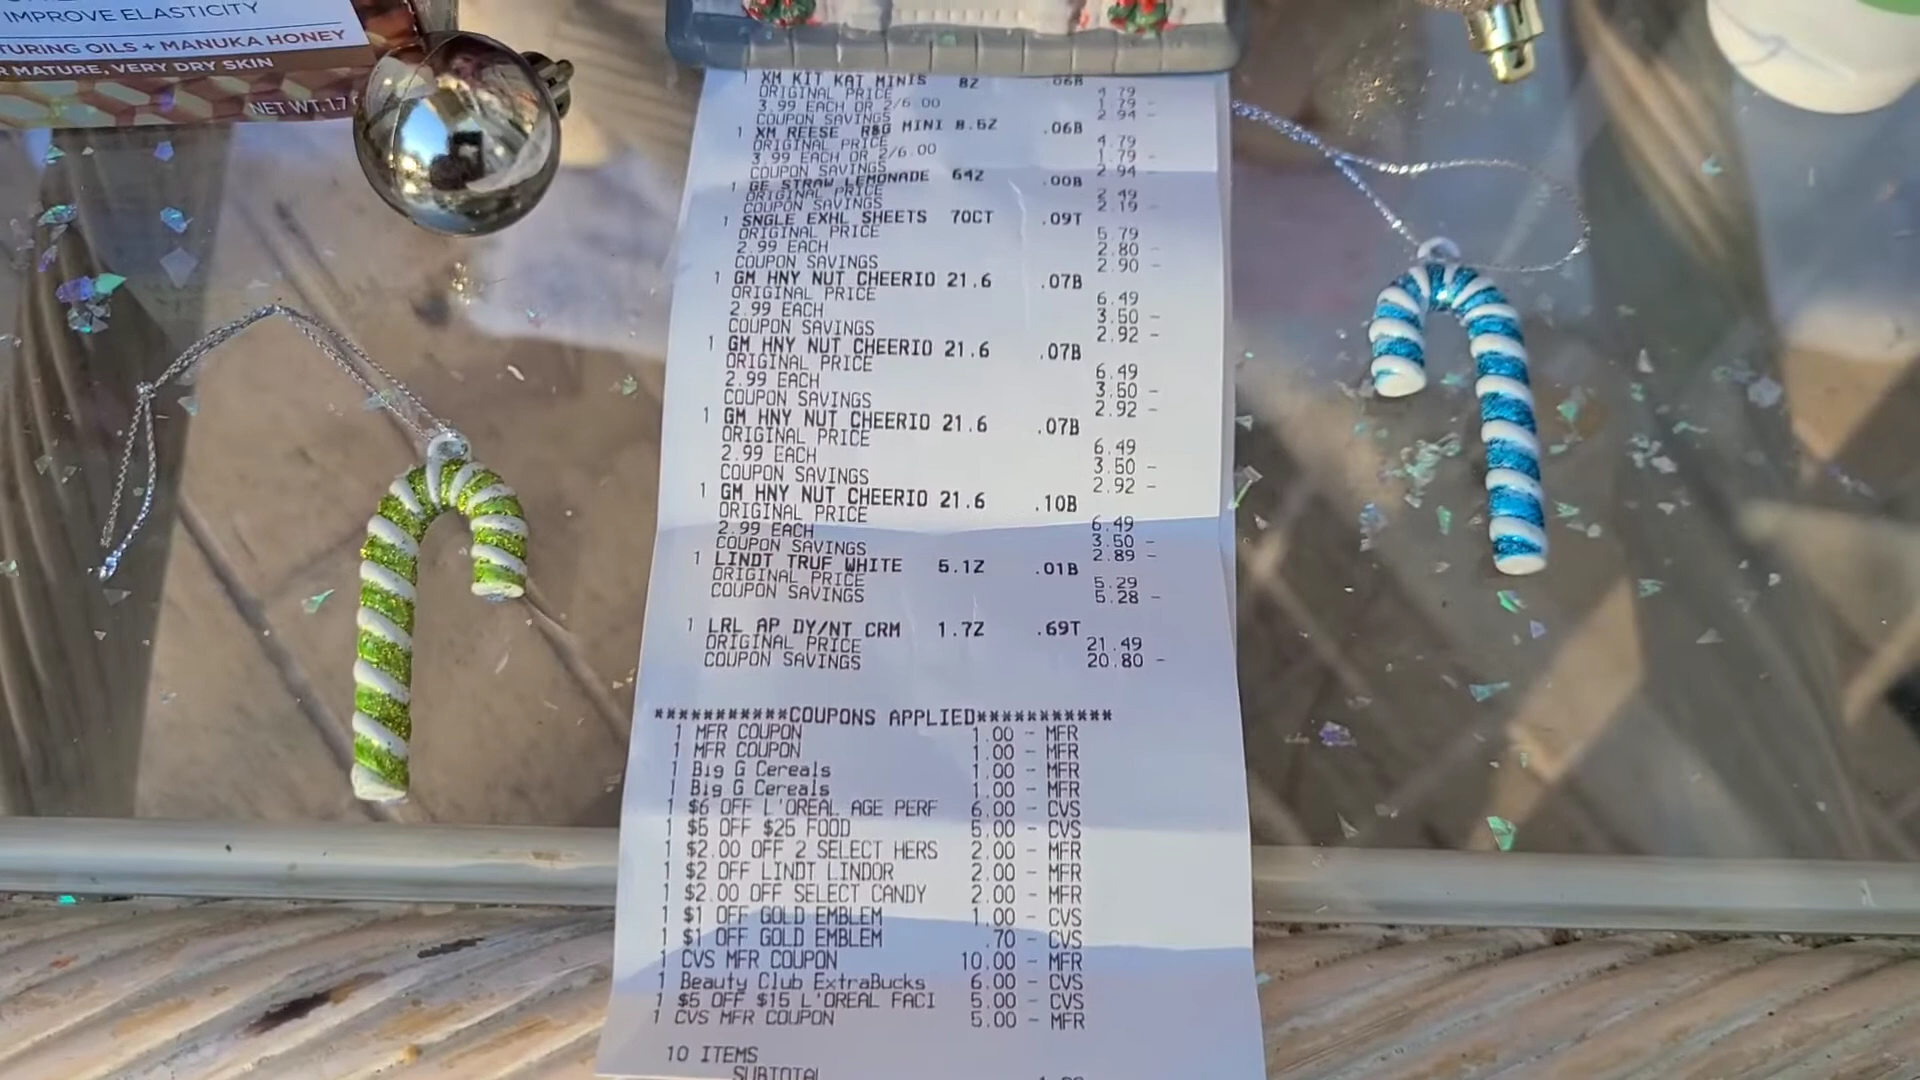 IMPROVE ELASTICITY
TURING OILS + MANUKA HONEY
R MATURE, VERY DRY SKIN
NET WT. 1.7
1 XM KIT KAT MINIS 8Z .06B
ORIGINAL PRICE 4.79
3.99 EACH OR 2/6.00 1.79 -
COUPON SAVINGS 2.94 -
1 XM REESE R&G MINI 8.5Z .06B
ORIGINAL PRICE 4.79
3.99 EACH OR 2/6.00 1.79 -
COUPON SAVINGS 2.94 -
1 GE STRAW LEMONADE 64Z .00B
ORIGINAL PRICE 2.49
COUPON SAVINGS 2.19 -
1 SNGLE EXHL SHEETS 70CT .09T
ORIGINAL PRICE 5.79
2.99 EACH 2.80 -
COUPON SAVINGS 2.90 -
1 GM HNY NUT CHEERIO 21.6 .07B
ORIGINAL PRICE 6.49
2.99 EACH 3.50 -
COUPON SAVINGS 2.92 -
1 GM HNY NUT CHEERIO 21.6 .07B
ORIGINAL PRICE 6.49
2.99 EACH 3.50 -
COUPON SAVINGS 2.92 -
1 GM HNY NUT CHEERIO 21.6 .07B
ORIGINAL PRICE 6.49
2.99 EACH 3.50 -
COUPON SAVINGS 2.92 -
1 GM HNY NUT CHEERIO 21.6 .10B
ORIGINAL PRICE 6.49
2.99 EACH 3.50 -
COUPON SAVINGS 2.89 -
1 LINDT TRUF WHITE 5.1Z .01B
ORIGINAL PRICE 5.29
COUPON SAVINGS 5.28 -
1 LRL AP DY/NT CRM 1.7Z .69T
ORIGINAL PRICE 21.49
COUPON SAVINGS 20.80 -
***********COUPONS APPLIED***********
1 MFR COUPON 1.00 - MFR
1 MFR COUPON 1.00 - MFR
1 Big G Cereals 1.00 - MFR
1 Big G Cereals 1.00 - MFR
1 $6 OFF L'OREAL AGE PERF 6.00 - CVS
1 $5 OFF $25 FOOD 5.00 - CVS
1 $2.00 OFF 2 SELECT HERS 2.00 - MFR
1 $2 OFF LINDT LINDOR 2.00 - MFR
1 $2.00 OFF SELECT CANDY 2.00 - MFR
1 $1 OFF GOLD EMBLEM 1.00 - CVS
1 $1 OFF GOLD EMBLEM .70 - CVS
1 CVS MFR COUPON 10.00 - MFR
1 Beauty Club ExtraBucks 6.00 - CVS
1 $5 OFF $15 L'OREAL FACI 5.00 - CVS
1 CVS MFR COUPON 5.00 - MFR
10 ITEMS
SUBTOTAL